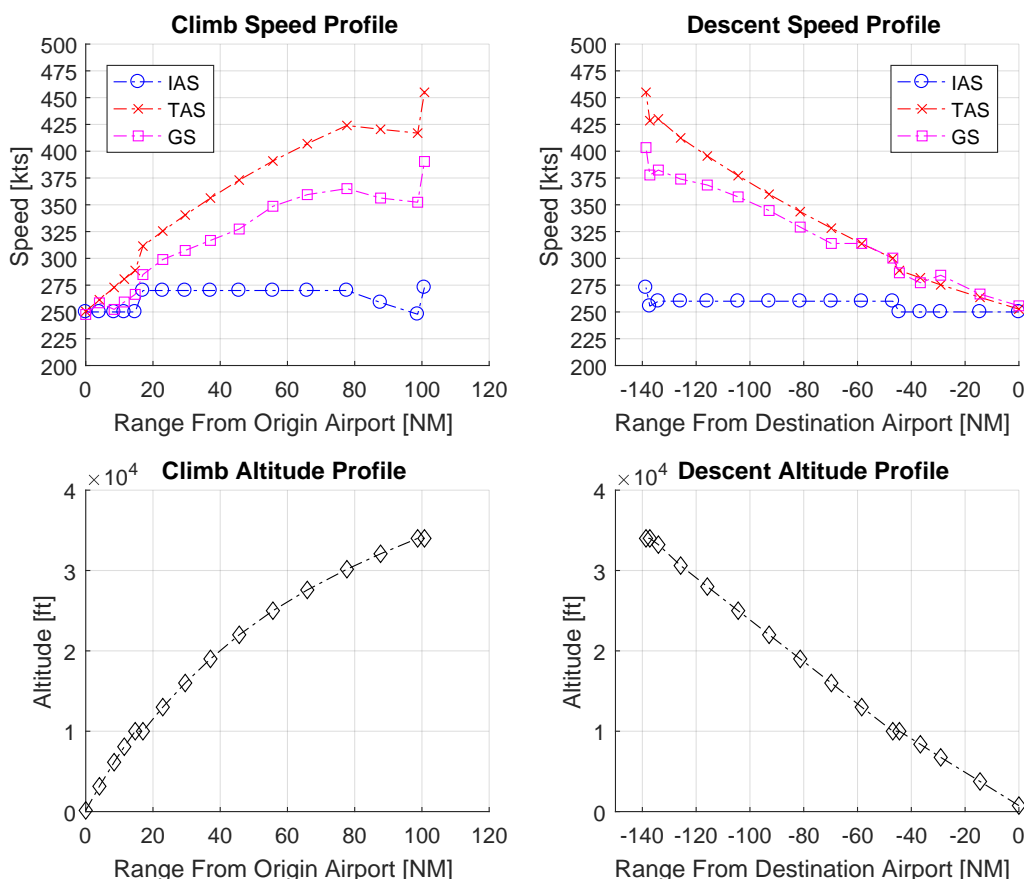 Climb Speed Profile
500
475
450
425
400
375
350
325
300
275
250
225
200
Speed [kts]
IAS
TAS
GS
0 20 40 60 80 100 120
Range From Origin Airport [NM]
Descent Speed Profile
500
475
450
425
400
375
350
325
300
275
250
225
200
Speed [kts]
IAS
TAS
GS
-140 -120 -100 -80 -60 -40 -20 0
Range From Destination Airport [NM]
Climb Altitude Profile
×10⁴
4
3
2
1
0
Altitude [ft]
0 20 40 60 80 100 120
Range From Origin Airport [NM]
Descent Altitude Profile
×10⁴
4
3
2
1
0
Altitude [ft]
-140 -120 -100 -80 -60 -40 -20 0
Range From Destination Airport [NM]